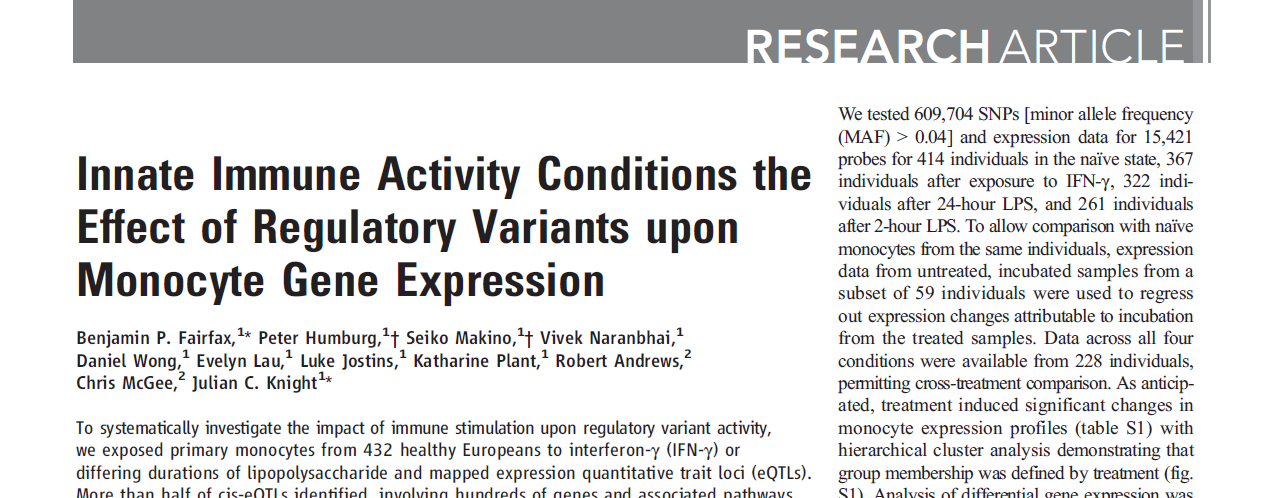 RESEARCH ARTICLE
Innate Immune Activity Conditions the
Effect of Regulatory Variants upon
Monocyte Gene Expression
Benjamin P. Fairfax,¹* Peter Humburg,¹† Seiko Makino,¹† Vivek Naranbhai,¹
Daniel Wong,¹ Evelyn Lau,¹ Luke Jostins,¹ Katharine Plant,¹ Robert Andrews,²
Chris McGee,² Julian C. Knight¹*
To systematically investigate the impact of immune stimulation upon regulatory variant activity,
we exposed primary monocytes from 432 healthy Europeans to interferon-γ (IFN-γ) or
differing durations of lipopolysaccharide and mapped expression quantitative trait loci (eQTLs).
More than half of cis-eQTLs identified, involving hundreds of genes and associated pathways,
We tested 609,704 SNPs [minor allele frequency
(MAF) > 0.04] and expression data for 15,421
probes for 414 individuals in the naïve state, 367
individuals after exposure to IFN-γ, 322 indi-
viduals after 24-hour LPS, and 261 individuals
after 2-hour LPS. To allow comparison with naïve
monocytes from the same individuals, expression
data from untreated, incubated samples from a
subset of 59 individuals were used to regress
out expression changes attributable to incubation
from the treated samples. Data across all four
conditions were available from 228 individuals,
permitting cross-treatment comparison. As anticip-
ated, treatment induced significant changes in
monocyte expression profiles (table S1) with
hierarchical cluster analysis demonstrating that
group membership was defined by treatment (fig.
S1). Analysis of differential gene expression was